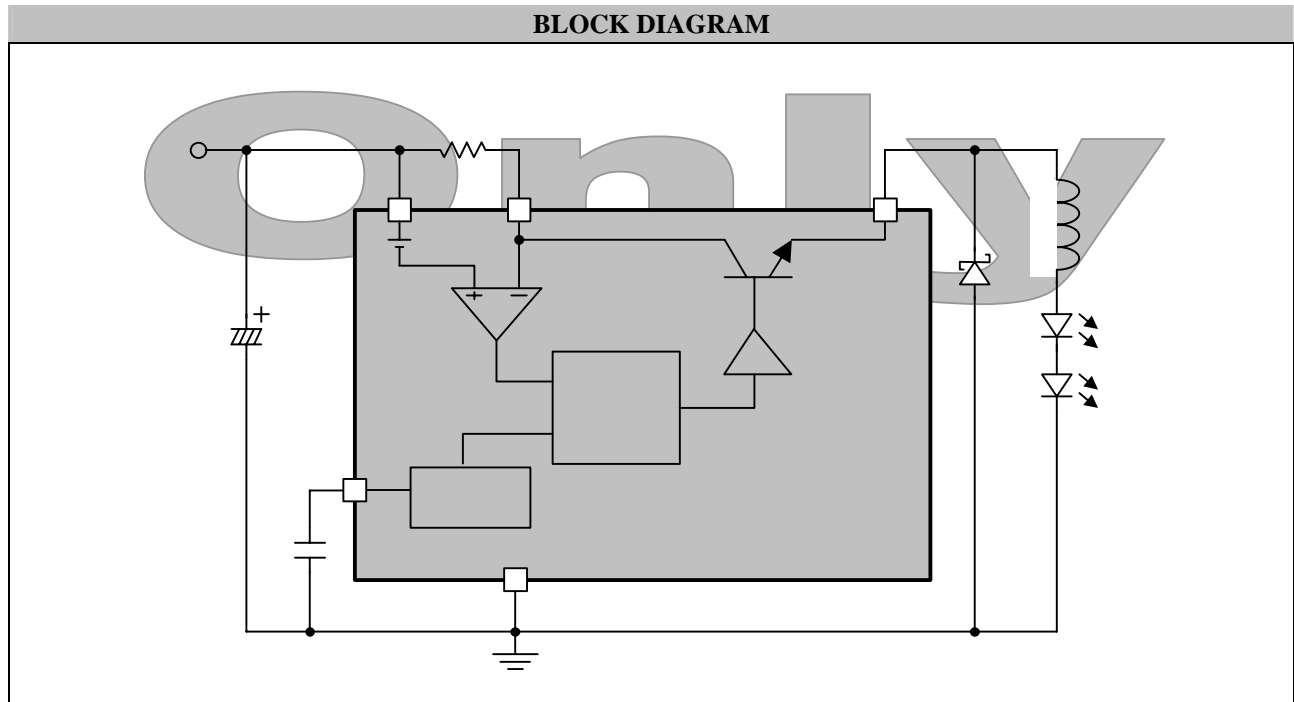 BLOCK DIAGRAM
Only
+ −
+